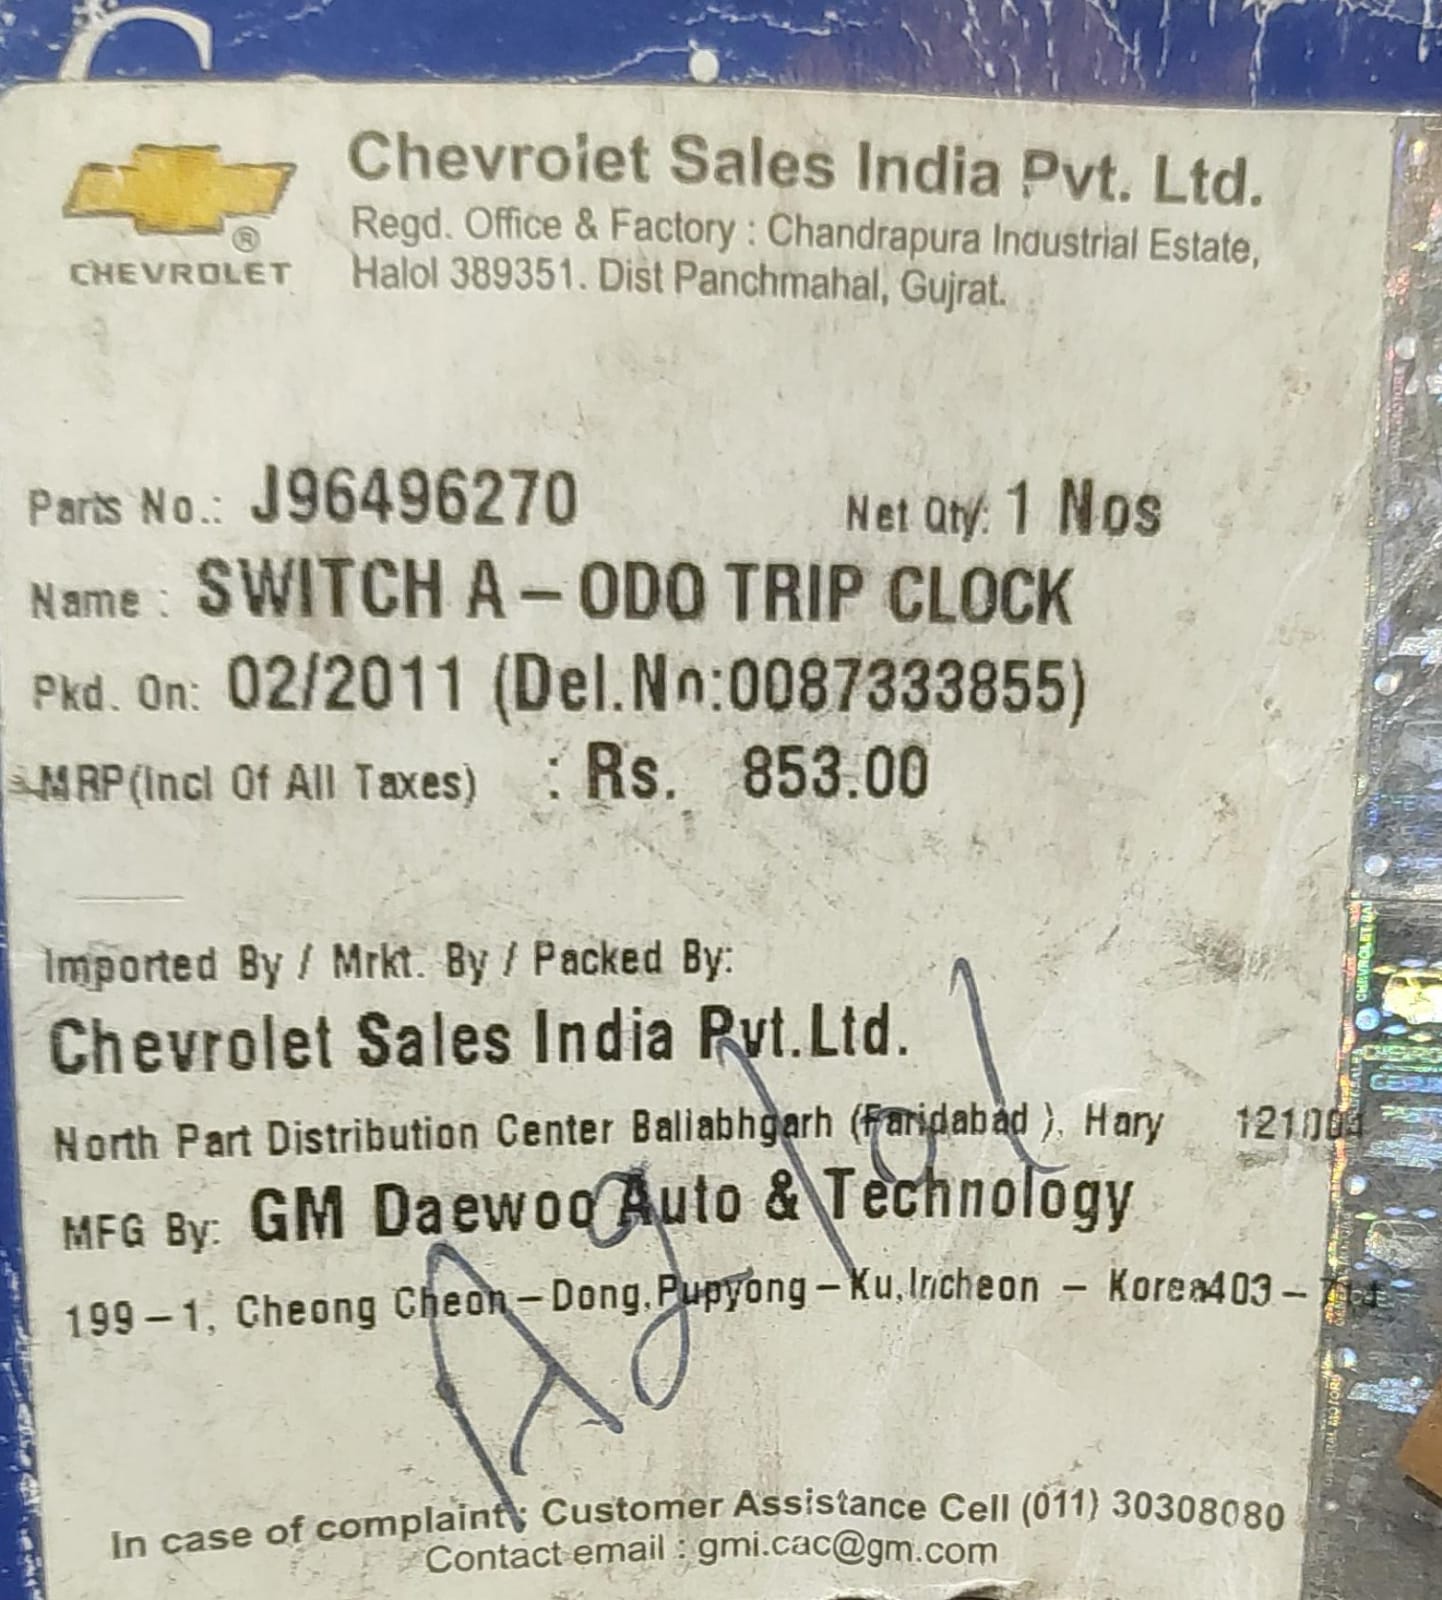 Chevrolet Sales India Pvt. Ltd.
Regd. Office & Factory : Chandrapura Industrial Estate,
Halol 389351. Dist Panchmahal, Gujrat.
®
CHEVROLET
Parts No.: J96496270 Net Qty: 1 Nos
Name : SWITCH A - ODO TRIP CLOCK
Pkd. On: 02/2011 (Del.No:0087333855)
MRP(Incl Of All Taxes) : Rs. 853.00
Imported By / Mrkt. By / Packed By:
Chevrolet Sales India Pvt.Ltd.
North Part Distribution Center Ballabhgarh (Faridabad ), Hary
MFG By: GM Daewoo Auto & Technology
199-1, Cheong Cheon-Dong,Pupyong-Ku,Incheon - Korea403-
In case of complaint : Customer Assistance Cell (011) 30308080
Contact email : gmi.cac@gm.com